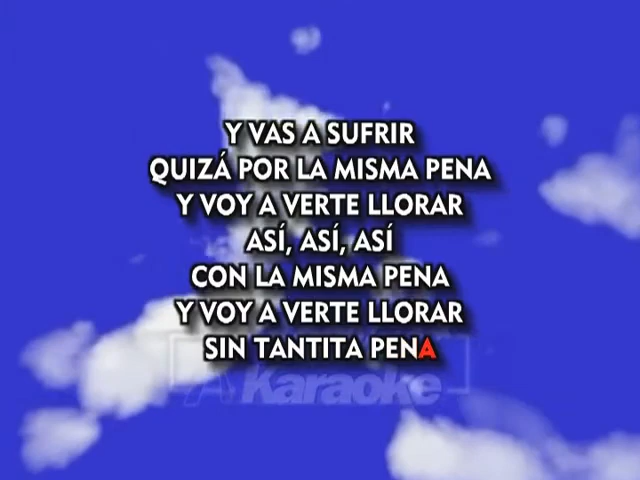 Y VAS A SUFRIR
QUIZÁ POR LA MISMA PENA
Y VOY A VERTE LLORAR
ASÍ, ASÍ, ASÍ
CON LA MISMA PENA
Y VOY A VERTE LLORAR
SIN TANTITA PENA
Karaoke